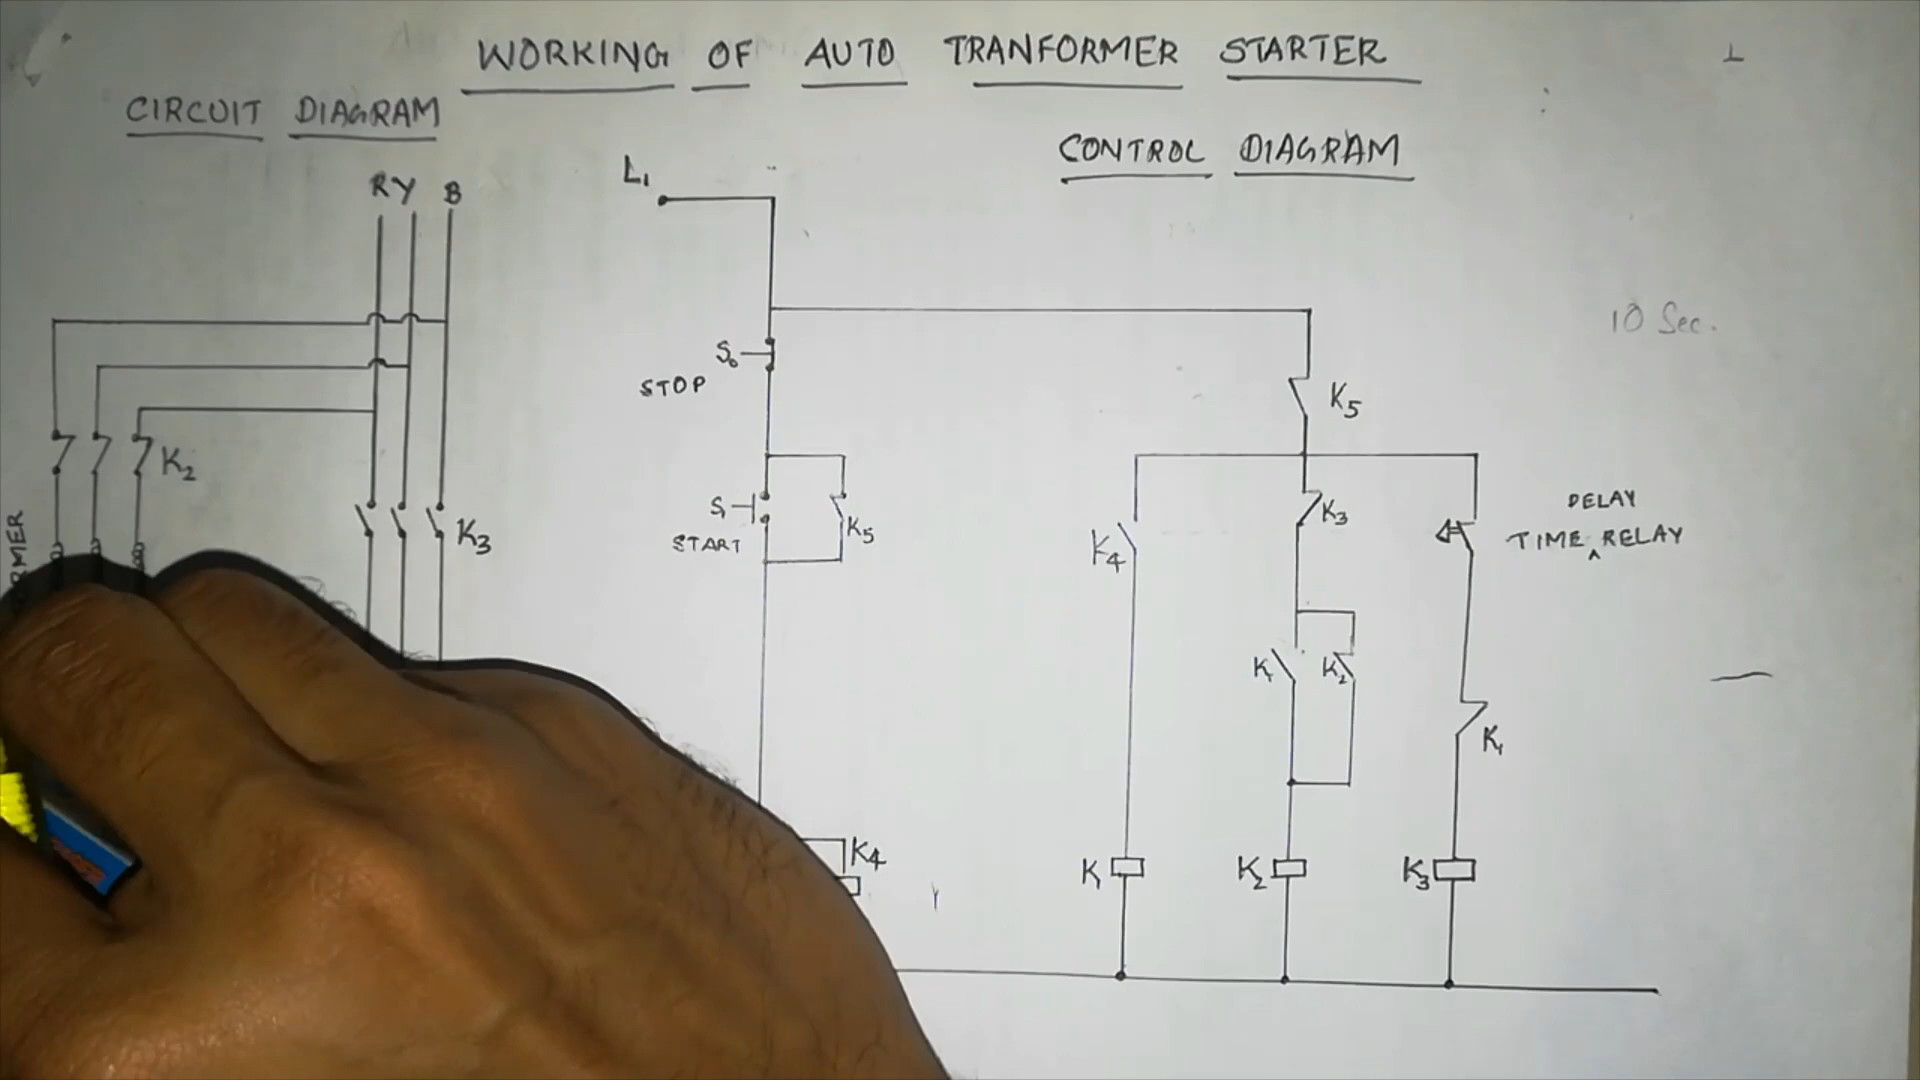 WORKING OF AUTO TRANFORMER STARTER
CIRCUIT DIAGRAM
CONTROL DIAGRAM
R Y B
L1
10 Sec.
S0
STOP
K5
K2
DELAY
S1
START
K5
K3
K4
K3
TIME ^ RELAY
K1
K2
K1
K4
K1
K2
K3